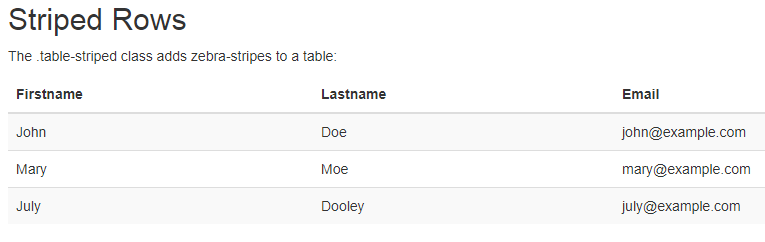 Striped Rows
The .table-striped class adds zebra-stripes to a table:
Firstname Lastname Email
John Doe john@example.com
Mary Moe mary@example.com
July Dooley july@example.com